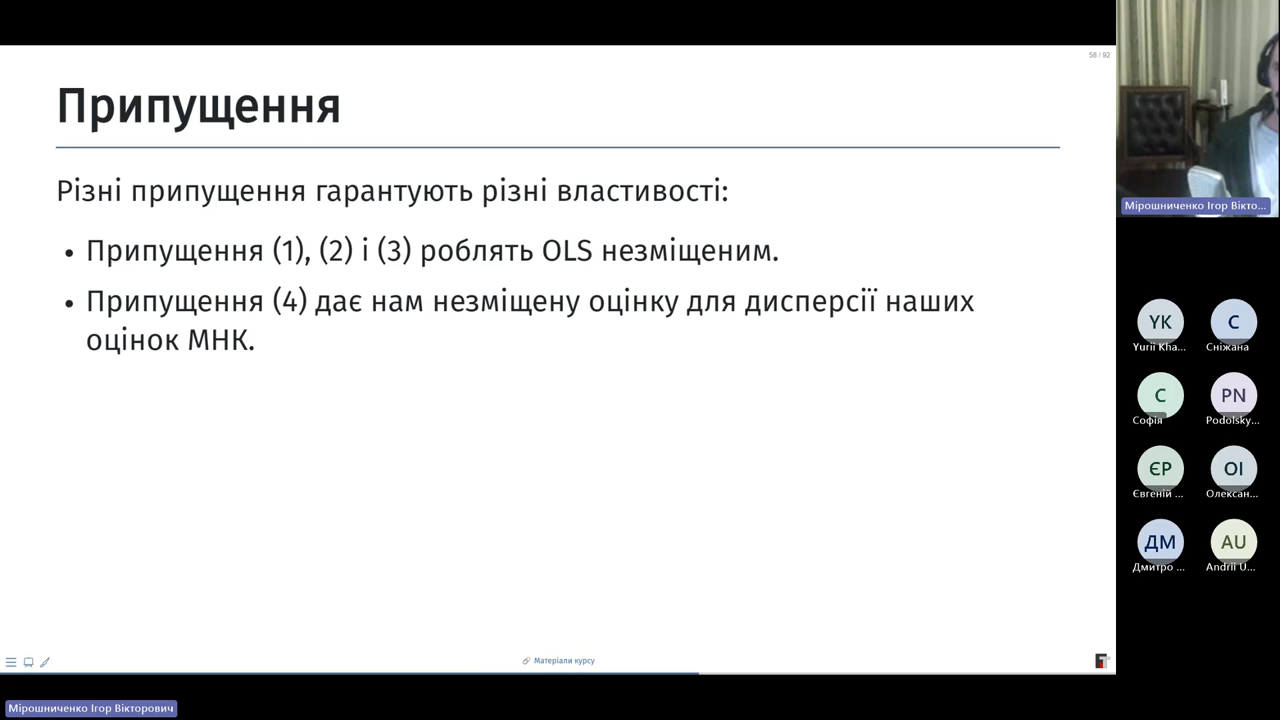 58 / 92
Припущення
Різні припущення гарантують різні властивості:
• Припущення (1), (2) і (3) роблять OLS незміщеним.
• Припущення (4) дає нам незміщену оцінку для дисперсії наших
оцінок МНК.
Матеріали курсу
Мірошниченко Ігор Вікто...
YK
С
Yurii Kha...
Сніжана
С
PN
Софія
Podolsky...
ЄР
ОІ
Євгеній ...
Олексан...
ДМ
AU
Дмитро ...
Andrii U...
Мірошниченко Ігор Вікторович